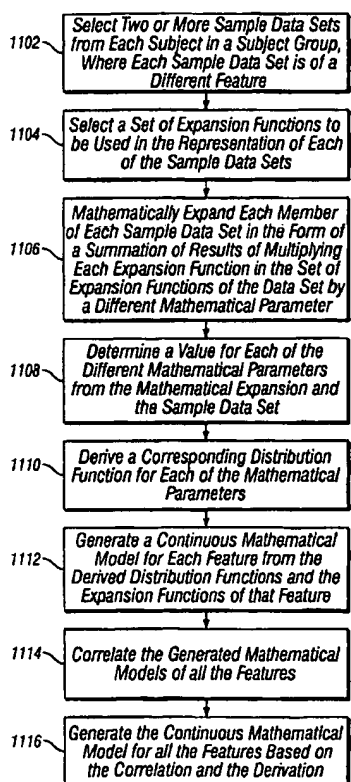 1102
Select Two or More Sample Data Sets
from Each Subject in a Subject Group,
Where Each Sample Data Set is of a
Different Feature
1104
Select a Set of Expansion Functions to
be Used in the Representation of Each
of the Sample Data Sets
1106
Mathematically Expand Each Member
of Each Sample Data Set in the Form of
a Summation of Results of Multiplying
Each Expansion Function in the Set of
Expansion Functions of the Data Set by
a Different Mathematical Parameter
1108
Determine a Value for Each of the
Different Mathematical Parameters
from the Mathematical Expansion and
the Sample Data Set
1110
Derive a Corresponding Distribution
Function for Each of the Mathematical
Parameters
1112
Generate a Continuous Mathematical
Model for Each Feature from the
Derived Distribution Functions and the
Expansion Functions of that Feature
1114
Correlate the Generated Mathematical
Models of all the Features
1116
Generate the Continuous Mathematical
Model for all the Features Based on
the Correlation and the Derivation